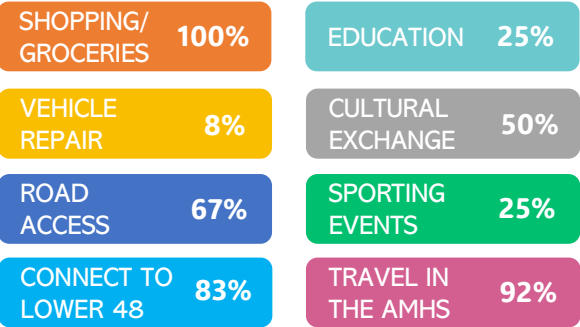 SHOPPING/
GROCERIES
100%
EDUCATION
25%
VEHICLE
REPAIR
8%
CULTURAL
EXCHANGE
50%
ROAD
ACCESS
67%
SPORTING
EVENTS
25%
CONNECT TO
LOWER 48
83%
TRAVEL IN
THE AMHS
92%